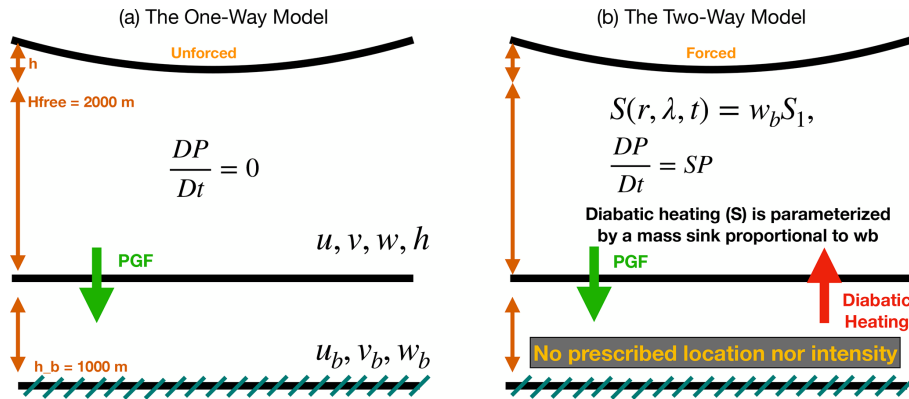 (a) The One-Way Model
Unforced
h
Hfree = 2000 m
DP/Dt = 0
u, v, w, h
PGF
h_b = 1000 m
u_b, v_b, w_b
(b) The Two-Way Model
Forced
S(r, λ, t) = w_b S_1,
DP/Dt = SP
Diabatic heating (S) is parameterized
by a mass sink proportional to wb
PGF
Diabatic
Heating
No prescribed location nor intensity